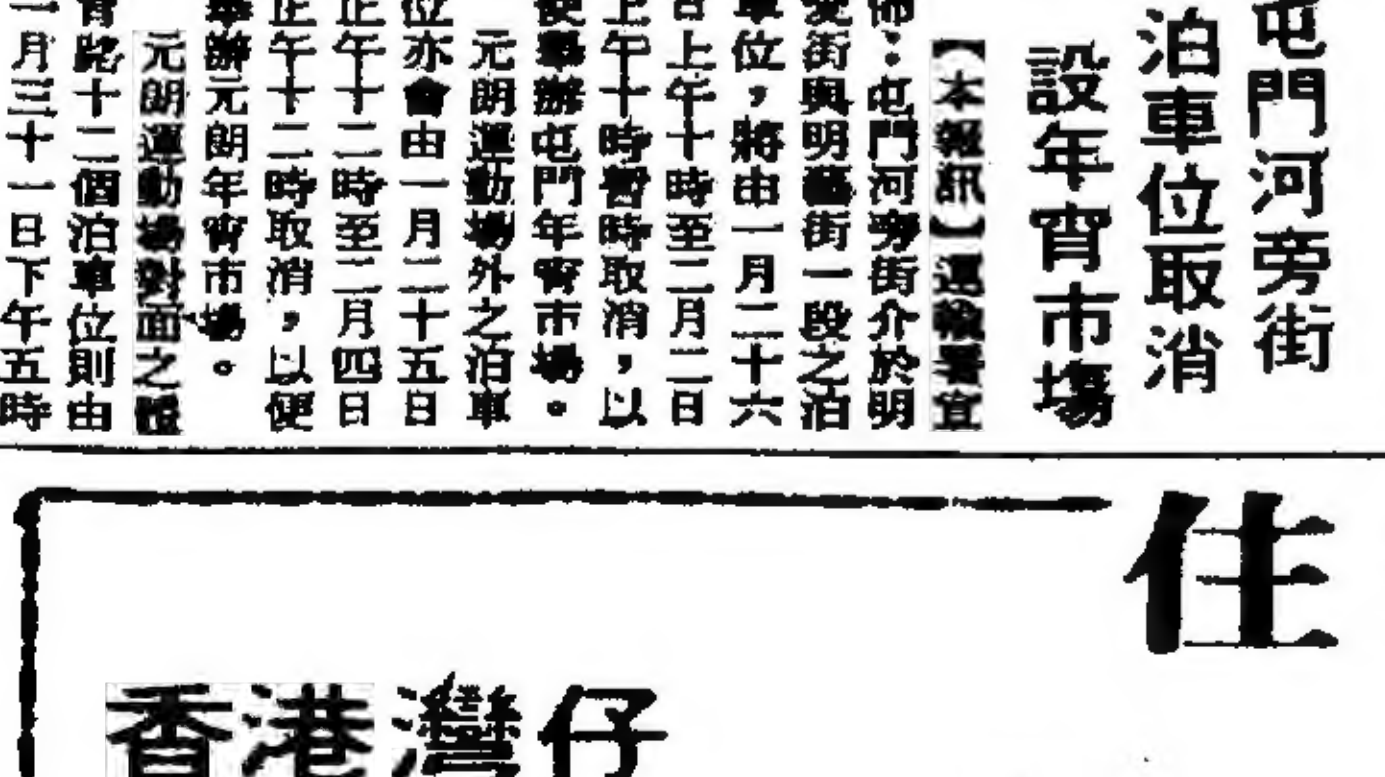 屯門河旁街
泊車位取消
設年宵市場
【本報訊】運輸署宣
佈:屯門河旁街介於明
愛街與明藝街一段之泊
車位,將由一月二十六
日上午十時至二月二日
上午十時暫時取消,以
便舉辦屯門年宵市場。
元朗運動場外之泊車
位亦會由一月二十五日
正午十二時至二月四日
正午十二時取消,以便
舉辦元朗年宵市場。
元朗運動場對面之體
育路十二個泊車位則由
一月三十一日下午五時
住
香港灣仔